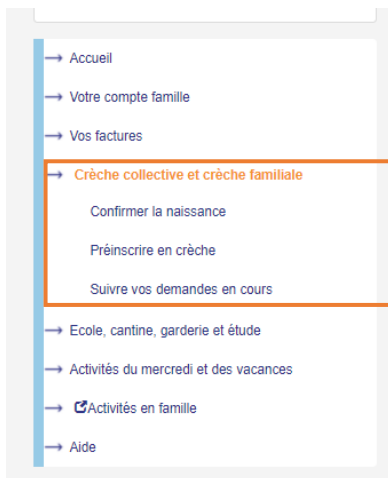 Accueil
Votre compte famille
Vos factures
Crèche collective et crèche familiale
Confirmer la naissance
Préinscrire en crèche
Suivre vos demandes en cours
Ecole, cantine, garderie et étude
Activités du mercredi et des vacances
Activités en famille
Aide